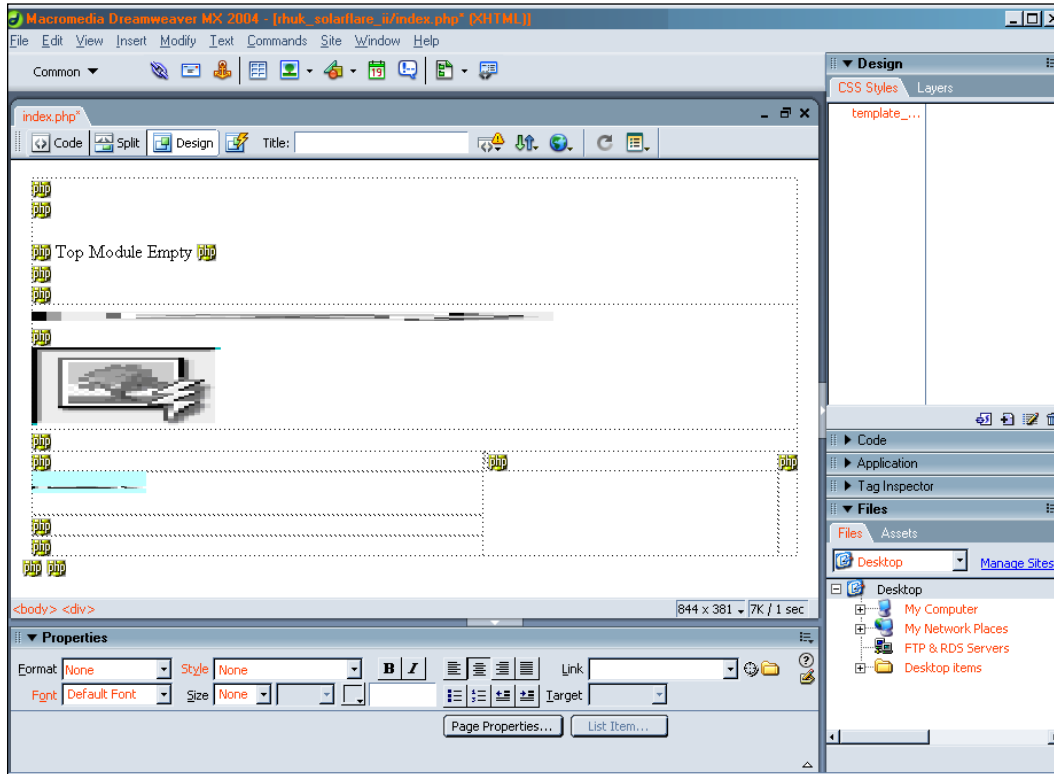 Macromedia Dreamweaver MX 2004 - [rhuk_solarflare_ii/index.php* (XHTML)]
File Edit View Insert Modify Text Commands Site Window Help
Common
Design
CSS Styles Layers
template_...
index.php*
Code Split Design Title:
php
php
php Top Module Empty php
php
php
php
php
php php php
php
php
php php
Code
Application
Tag Inspector
Files
Files Assets
Desktop Manage Sites
Desktop
My Computer
My Network Places
FTP & RDS Servers
Desktop items
<body> <div> 844 x 381 7K / 1 sec
Properties
Format None Style None B I Link
Font Default Font Size None Target
Page Properties... List Item...